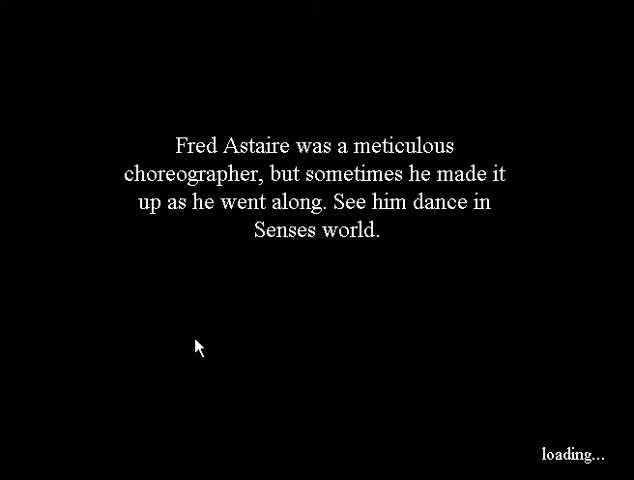 Fred Astaire was a meticulous
choreographer, but sometimes he made it
up as he went along. See him dance in
Senses world.
loading...